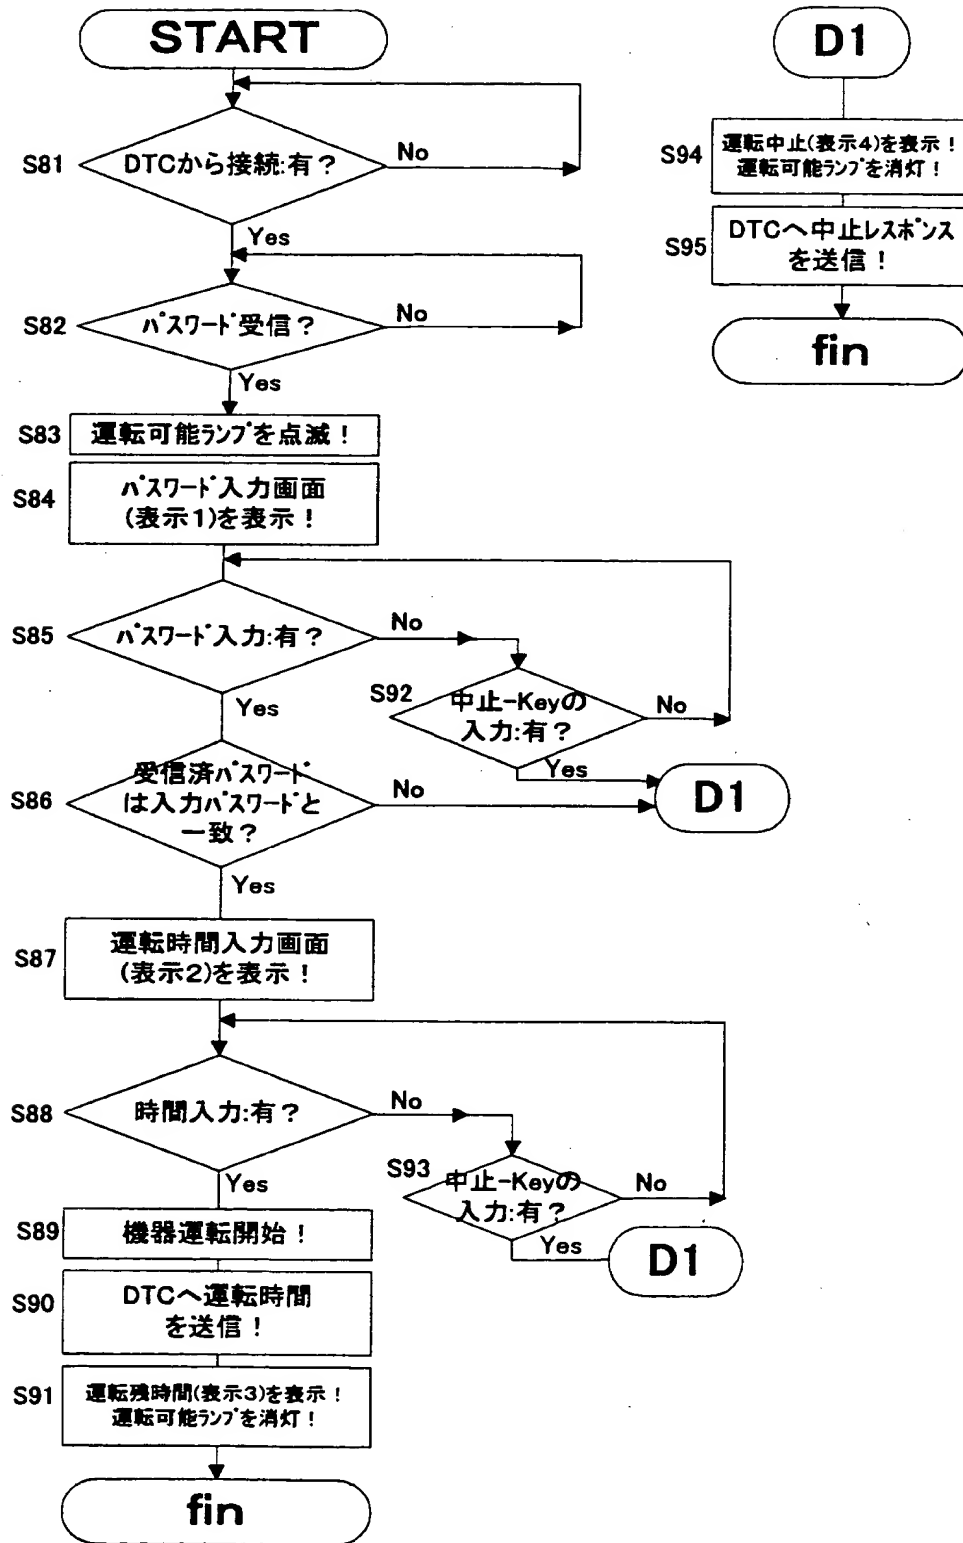 START
S81
DTCから接続:有?
No
Yes
S82
パスワード受信?
No
Yes
S83
運転可能ランプを点滅!
S84
パスワード入力画面
(表示1)を表示!
S85
パスワード入力:有?
No
Yes
S92
中止-Keyの
入力:有?
No
Yes
D1
S86
受信済パスワード
は入力パスワードと
一致?
No
Yes
S87
運転時間入力画面
(表示2)を表示!
S88
時間入力:有?
No
Yes
S93
中止-Keyの
入力:有?
No
Yes
D1
S89
機器運転開始!
S90
DTCへ運転時間
を送信!
S91
運転残時間(表示3)を表示!
運転可能ランプを消灯!
fin
D1
S94
運転中止(表示4)を表示!
運転可能ランプを消灯!
S95
DTCへ中止レスポンス
を送信!
fin